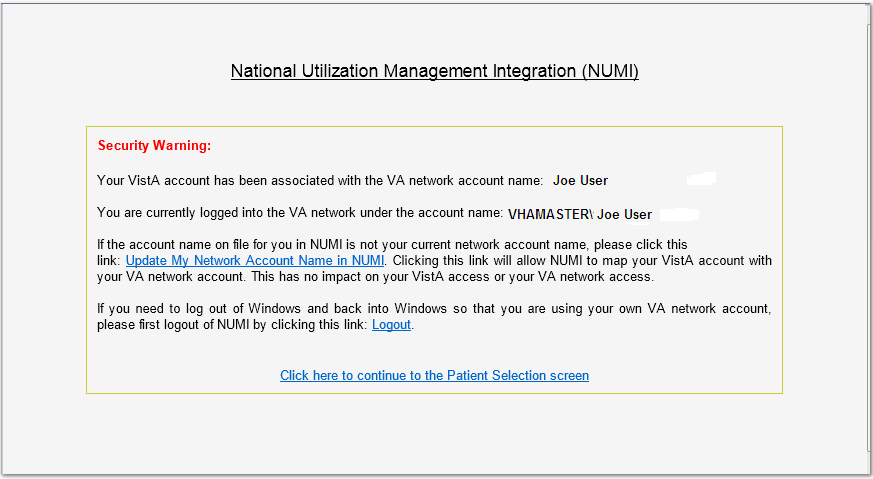 National Utilization Management Integration (NUMI)
Security Warning:
Your VistA account has been associated with the VA network account name: Joe User
You are currently logged into the VA network under the account name: VHAMASTER\ Joe User
If the account name on file for you in NUMI is not your current network account name, please click this
link: Update My Network Account Name in NUMI. Clicking this link will allow NUMI to map your VistA account with
your VA network account. This has no impact on your VistA access or your VA network access.
If you need to log out of Windows and back into Windows so that you are using your own VA network account,
please first logout of NUMI by clicking this link: Logout.
Click here to continue to the Patient Selection screen